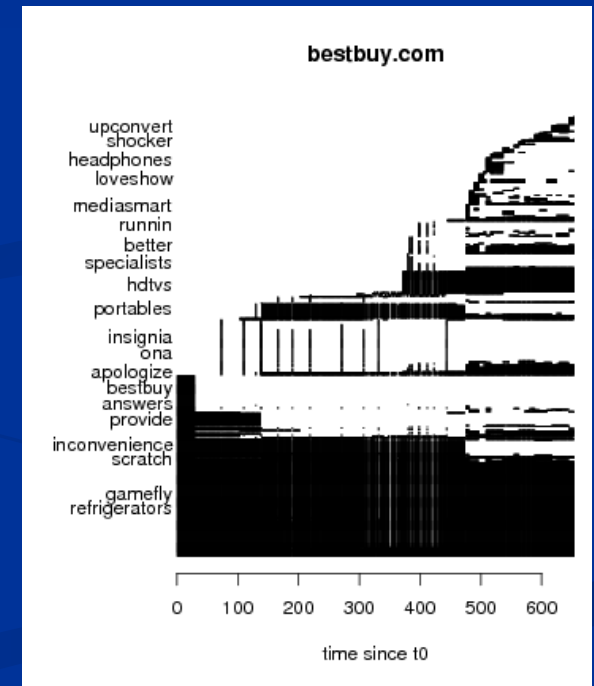 bestbuy.com
upconvert
shocker
headphones
loveshow
mediasmart
runnin
better
specialists
hdtvs
portables
insignia
ona
apologize
bestbuy
answers
provide
inconvenience
scratch
gamefly
refrigerators
0 100 200 300 400 500 600
time since t0